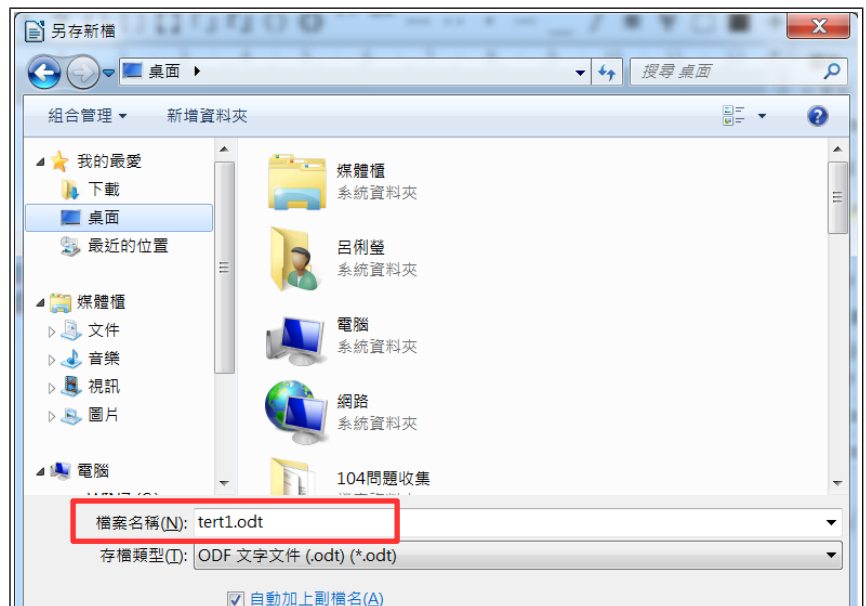 另存新檔
桌面
搜尋 桌面
組合管理 新增資料夾
我的最愛
下載
桌面
最近的位置
媒體櫃
文件
音樂
視訊
圖片
電腦
媒體櫃
系統資料夾
呂俐瑩
系統資料夾
電腦
系統資料夾
網路
系統資料夾
104問題收集
檔案名稱(N): tert1.odt
存檔類型(T): ODF 文字文件 (.odt) (*.odt)
自動加上副檔名(A)